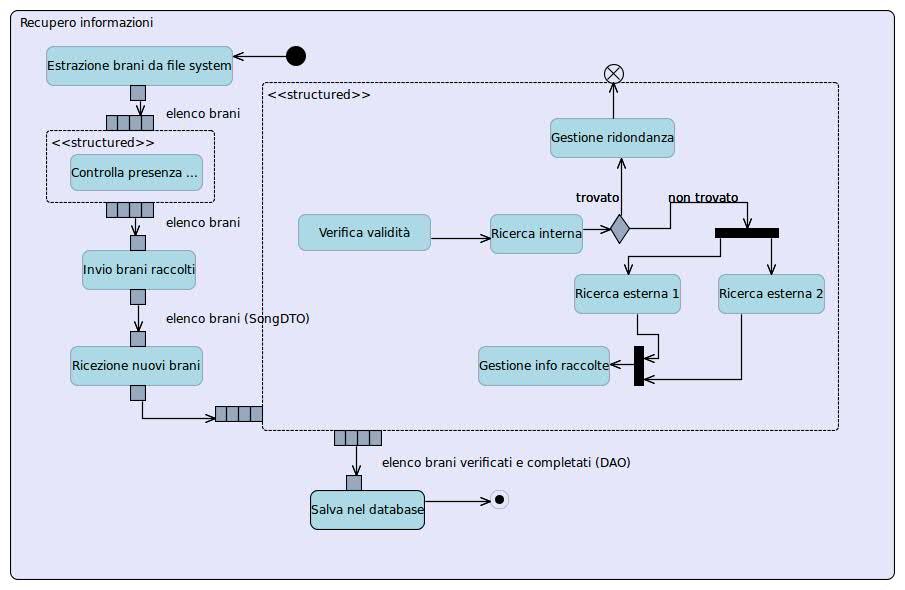 Recupero informazioni
Estrazione brani da file system
elenco brani
<<structured>>
Controlla presenza ...
elenco brani
Invio brani raccolti
elenco brani (SongDTO)
Ricezione nuovi brani
<<structured>>
Gestione ridondanza
trovato
non trovato
Verifica validità
Ricerca interna
Ricerca esterna 1
Ricerca esterna 2
Gestione info raccolte
elenco brani verificati e completati (DAO)
Salva nel database